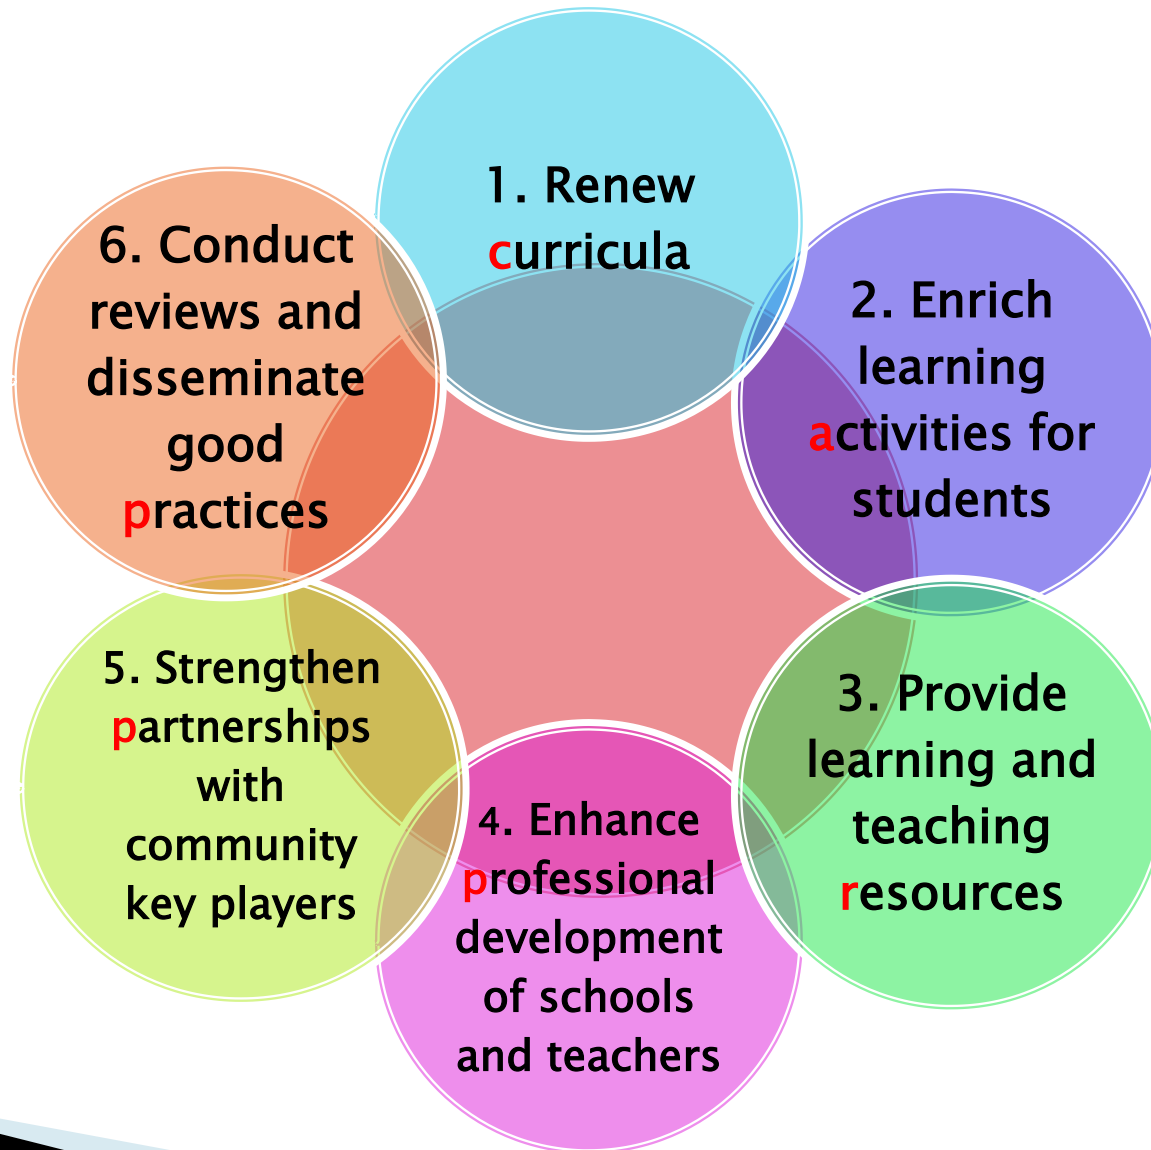 1. Renew
curricula
2. Enrich
learning
activities for
students
3. Provide
learning and
teaching
resources
4. Enhance
professional
development
of schools
and teachers
5. Strengthen
partnerships
with
community
key players
6. Conduct
reviews and
disseminate
good
practices